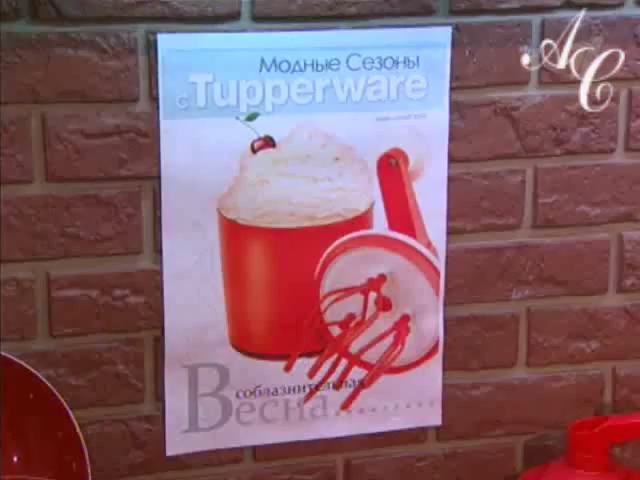 АС
Модные Сезоны
с Tupperware
соблазнительная
Весна